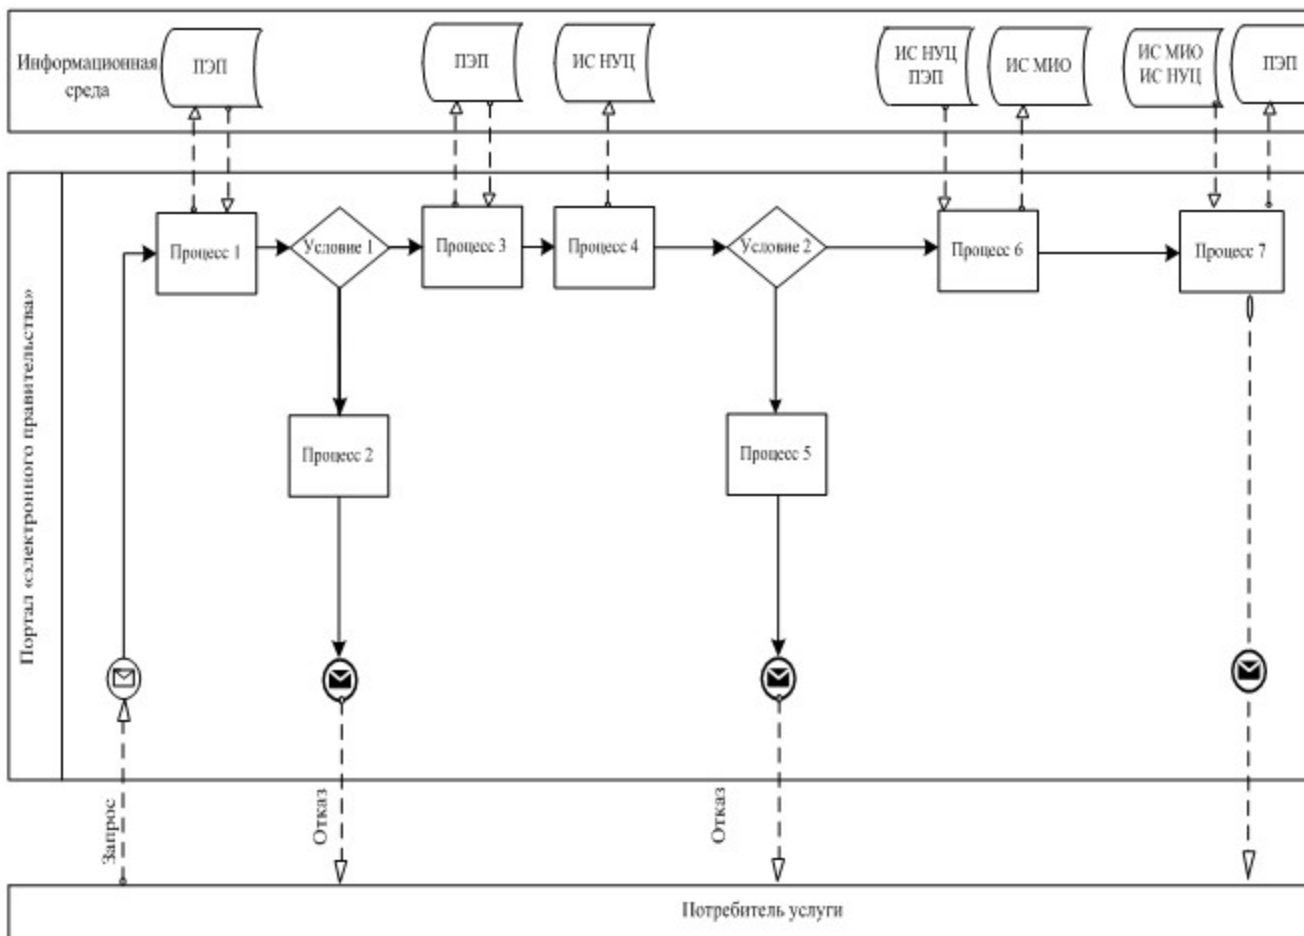 Информационная
среда
ПЭП
ПЭП
ИС НУЦ
ИС НУЦ
ПЭП
ИС МИО
ИС МИО
ИС НУЦ
ПЭП
Портал «электронного правительства»
Процесс 1
Условие 1
Процесс 3
Процесс 4
Условие 2
Процесс 6
Процесс 7
Процесс 2
Процесс 5
Запрос
Отказ
Отказ
Потребитель услуги